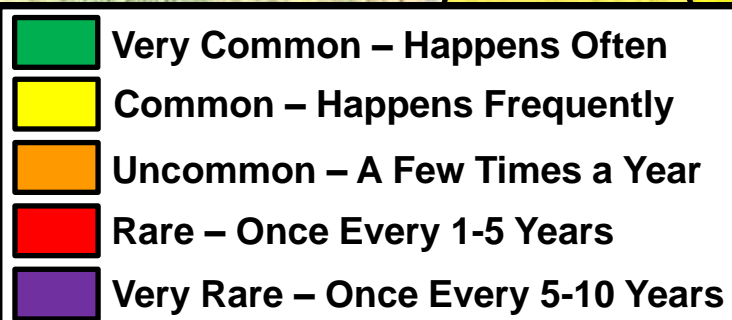 Very Common – Happens Often
Common – Happens Frequently
Uncommon – A Few Times a Year
Rare – Once Every 1-5 Years
Very Rare – Once Every 5-10 Years